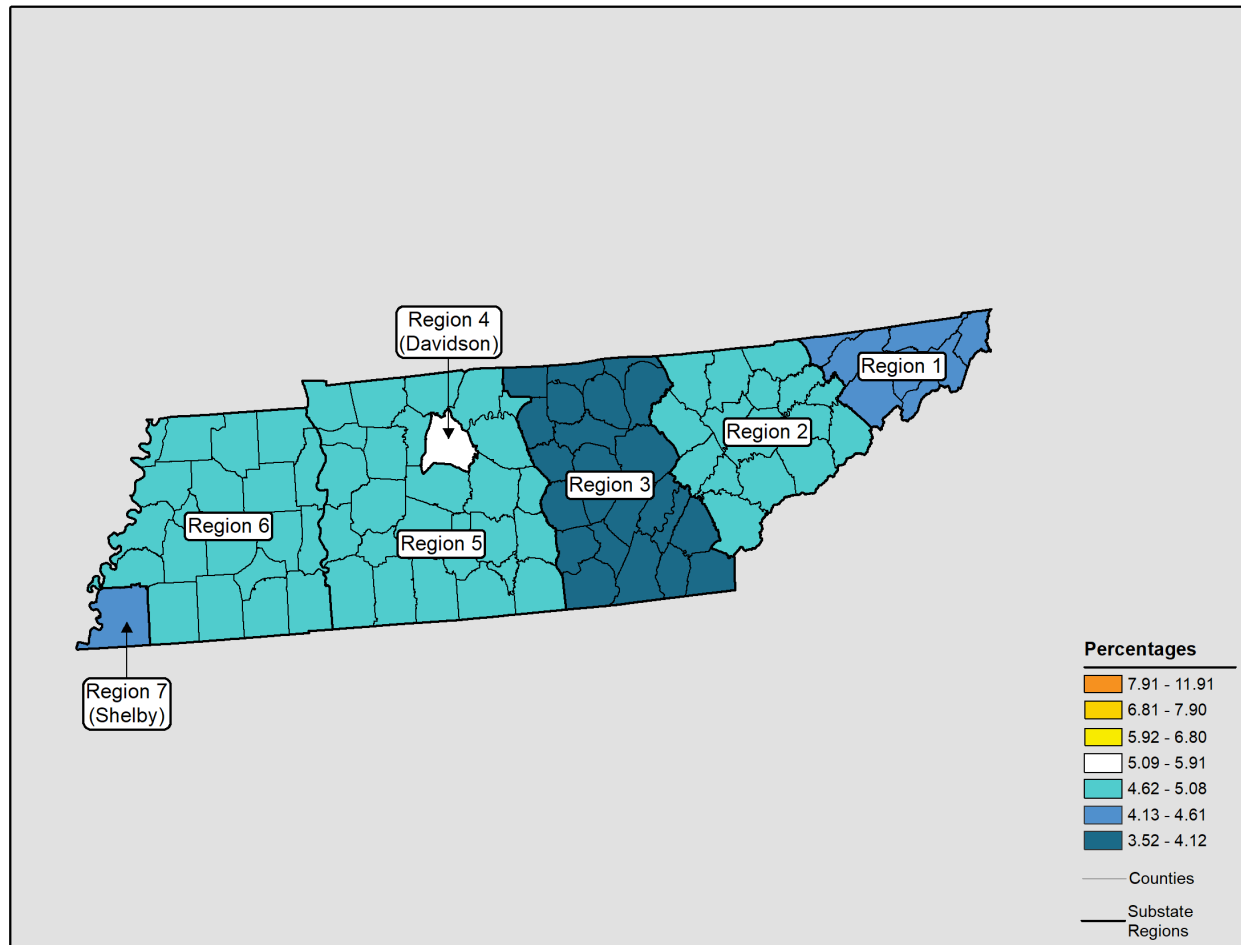 Region 4
(Davidson)
Region 1
Region 2
Region 3
Region 6
Region 5
Region 7
(Shelby)
Percentages
7.91 - 11.91
6.81 - 7.90
5.92 - 6.80
5.09 - 5.91
4.62 - 5.08
4.13 - 4.61
3.52 - 4.12
Counties
Substate
Regions